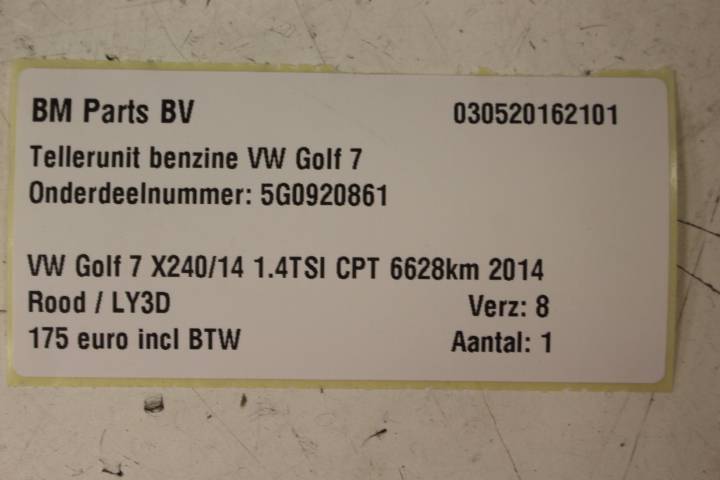 BM Parts BV 030520162101
Tellerunit benzine VW Golf 7
Onderdeelnummer: 5G0920861
VW Golf 7 X240/14 1.4TSI CPT 6628km 2014
Rood / LY3D Verz: 8
175 euro incl BTW Aantal: 1